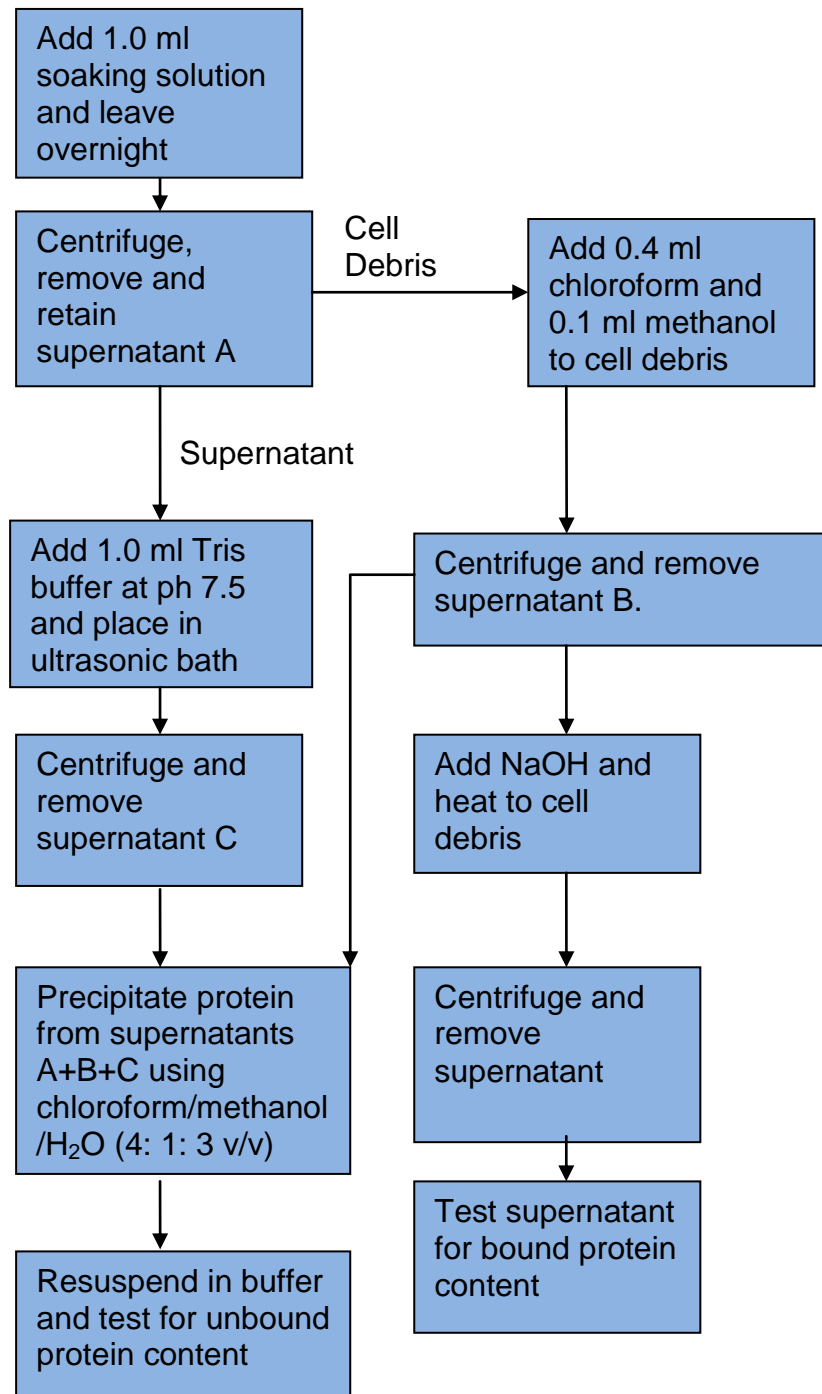 Add 1.0 ml
soaking solution
and leave
overnight
Centrifuge,
remove and
retain
supernatant A
Cell
Debris
Add 0.4 ml
chloroform and
0.1 ml methanol
to cell debris
Supernatant
Add 1.0 ml Tris
buffer at ph 7.5
and place in
ultrasonic bath
Centrifuge and remove
supernatant B.
Centrifuge and
remove
supernatant C
Add NaOH and
heat to cell
debris
Precipitate protein
from supernatants
A+B+C using
chloroform/methanol
/H₂O (4: 1: 3 v/v)
Centrifuge and
remove
supernatant
Test supernatant
for bound protein
content
Resuspend in buffer
and test for unbound
protein content